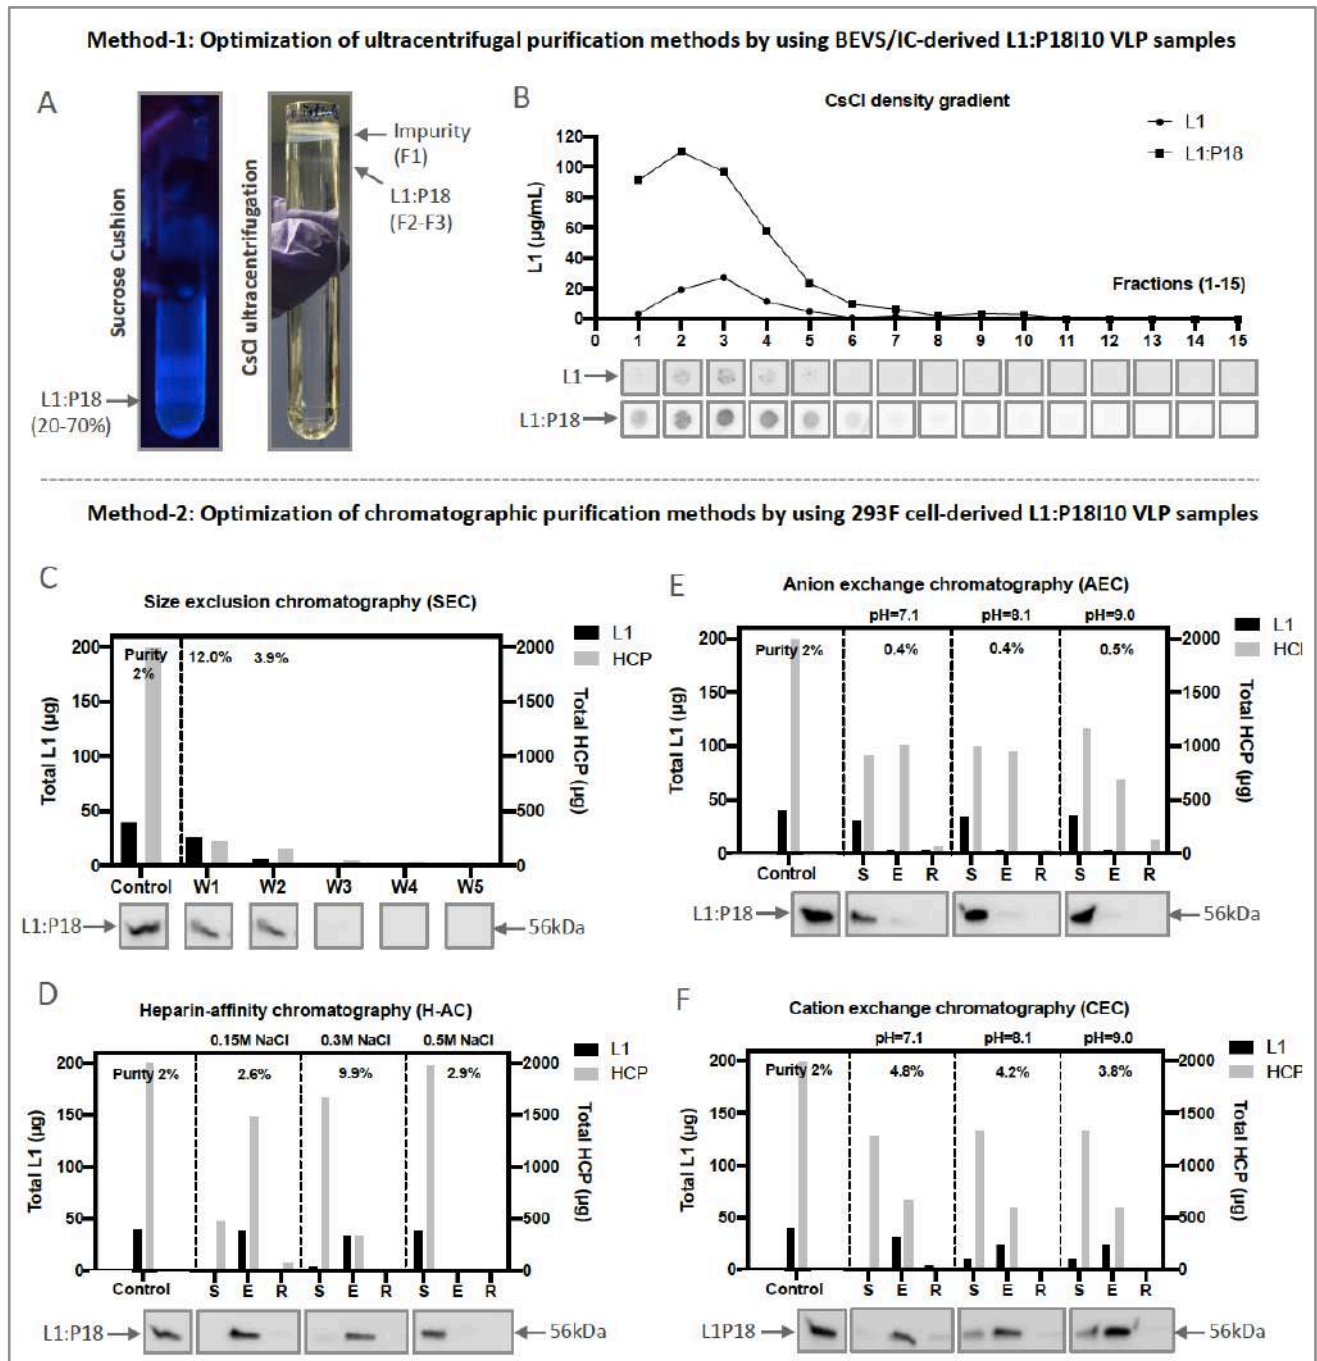 Method-1: Optimization of ultracentrifugal purification methods by using BEVS/IC-derived L1:P18I10 VLP samples
A
Sucrose Cushion
L1:P18
(20-70%)
CsCl ultracentrifugation
Impurity
(F1)
L1:P18
(F2-F3)
B
CsCl density gradient
L1
L1:P18
L1 (µg/mL)
120
100
80
60
40
20
0
Fractions (1-15)
0 1 2 3 4 5 6 7 8 9 10 11 12 13 14 15
L1
L1:P18
Method-2: Optimization of chromatographic purification methods by using 293F cell-derived L1:P18I10 VLP samples
C
Size exclusion chromatography (SEC)
L1
HCP
Purity
2%
12.0% 3.9%
Total L1 (µg)
200
150
100
50
0
Total HCP (µg)
2000
1500
1000
500
0
Control W1 W2 W3 W4 W5
L1:P18
56kDa
E
Anion exchange chromatography (AEC)
pH=7.1 pH=8.1 pH=9.0
L1
HCI
Purity 2% 0.4% 0.4% 0.5%
Total L1 (µg)
200
150
100
50
0
Total HCP (µg)
2000
1500
1000
500
0
Control S E R S E R S E R
L1:P18
56kDa
D
Heparin-affinity chromatography (H-AC)
0.15M NaCl 0.3M NaCl 0.5M NaCl
L1
HCP
Purity 2% 2.6% 9.9% 2.9%
Total L1 (µg)
200
150
100
50
0
Total HCP (µg)
2000
1500
1000
500
0
Control S E R S E R S E R
L1:P18
56kDa
F
Cation exchange chromatography (CEC)
pH=7.1 pH=8.1 pH=9.0
L1
HCP
Purity 2% 4.8% 4.2% 3.8%
Total L1 (µg)
200
150
100
50
0
Total HCP (µg)
2000
1500
1000
500
0
Control S E R S E R S E R
L1P18
56kDa